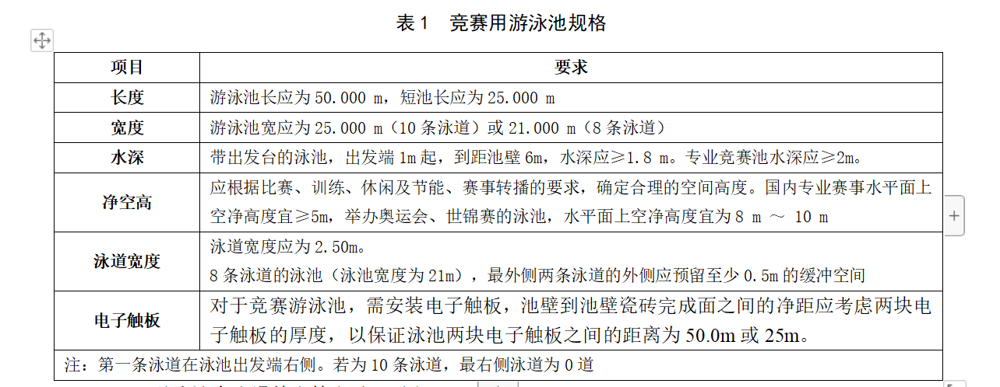 表 1 竞赛用游泳池规格
项目 要求
长度 游泳池长应为 50.000 m，短池长应为 25.000 m
宽度 游泳池宽应为 25.000 m（10 条泳道）或 21.000 m（8 条泳道）
水深 带出发台的泳池，出发端 1m 起，到距池壁 6m，水深应≥1.8 m。专业竞赛池水深应≥2m。
净空高 应根据比赛、训练、休闲及节能、赛事转播的要求，确定合理的空间高度。国内专业赛事水平面上
空净高度宜≥5m，举办奥运会、世锦赛的泳池，水平面上空净高度宜为 8 m ～ 10 m
泳道宽度 泳道宽度应为 2.50m。
8 条泳道的泳池（泳池宽度为 21m），最外侧两条泳道的外侧应预留至少 0.5m 的缓冲空间
电子触板 对于竞赛游泳池，需安装电子触板，池壁到池壁瓷砖完成面之间的净距应考虑两块电
子触板的厚度，以保证泳池两块电子触板之间的距离为 50.0m 或 25m。
注：第一条泳道在泳池出发端右侧。若为 10 条泳道，最右侧泳道为 0 道